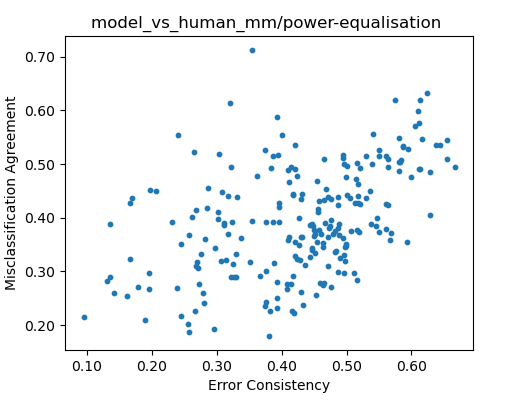 model_vs_human_mm/power-equalisation
0.70
0.60
0.50
0.40
0.30
0.20
Misclassification Agreement
0.10 0.20 0.30 0.40 0.50 0.60
Error Consistency